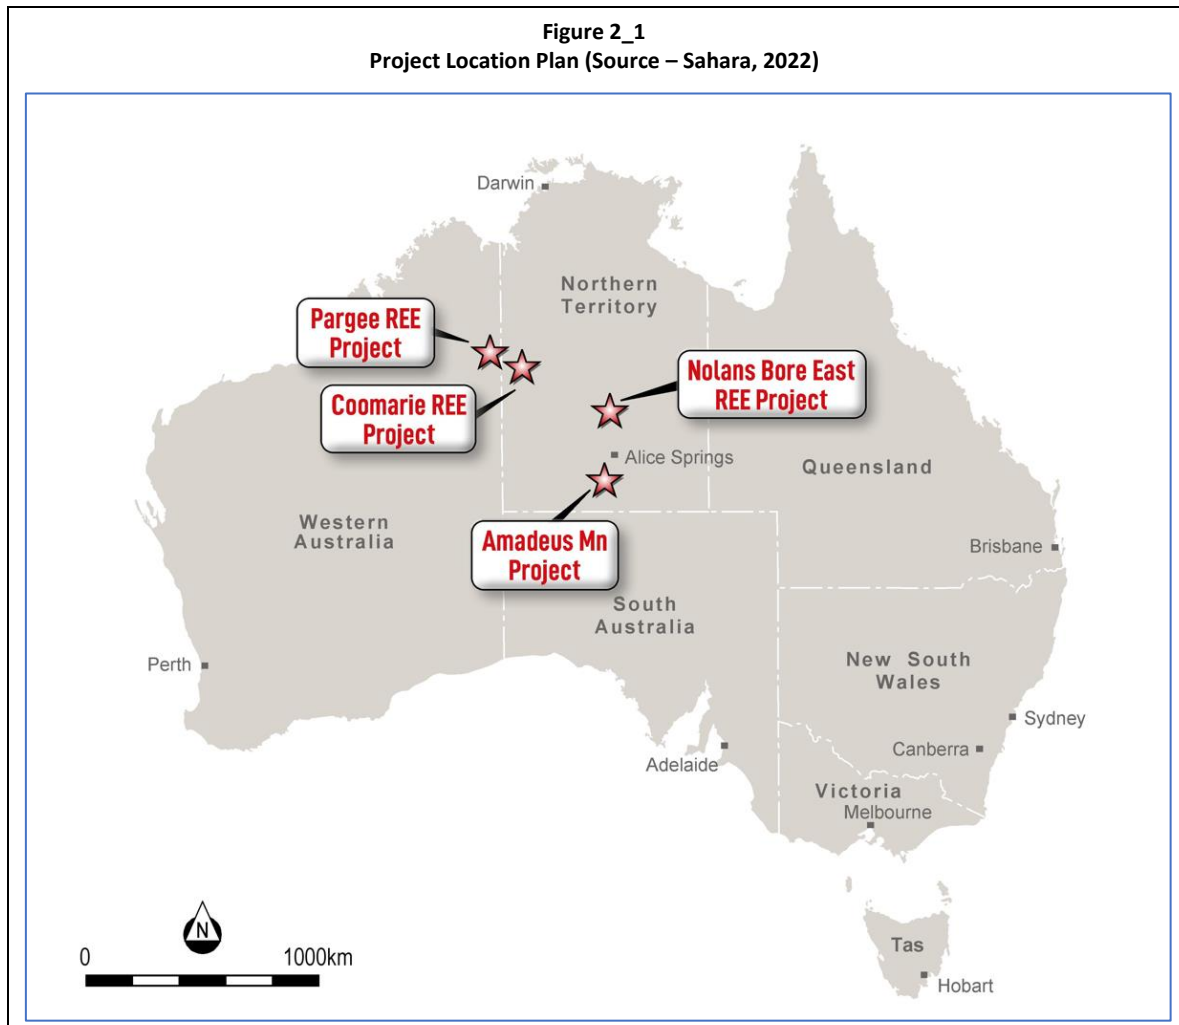 Figure 2_1
Project Location Plan (Source – Sahara, 2022)
Darwin
Northern
Territory
Pargee REE
Project
Nolans Bore East
REE Project
Coomarie REE
Project
Alice Springs
Queensland
Western
Australia
Amadeus Mn
Project
Brisbane
South
Australia
Perth
New South
Wales
Sydney
Canberra
Adelaide
Victoria
Melbourne
N
0
1000km
Tas
Hobart